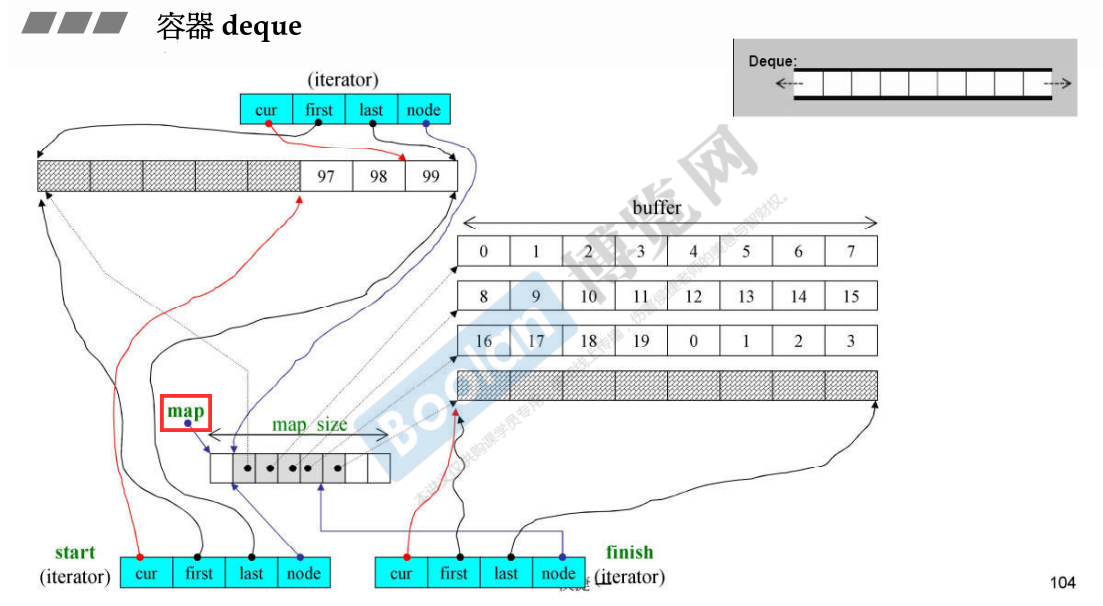 容器 deque
Deque:
(iterator)
cur first last node
97 98 99
buffer
0 1 2 3 4 5 6 7
8 9 10 11 12 13 14 15
16 17 18 19 0 1 2 3
map
map size
start
(iterator)
cur first last node
cur first last node
finish
(iterator)
104
Boolan 博览网